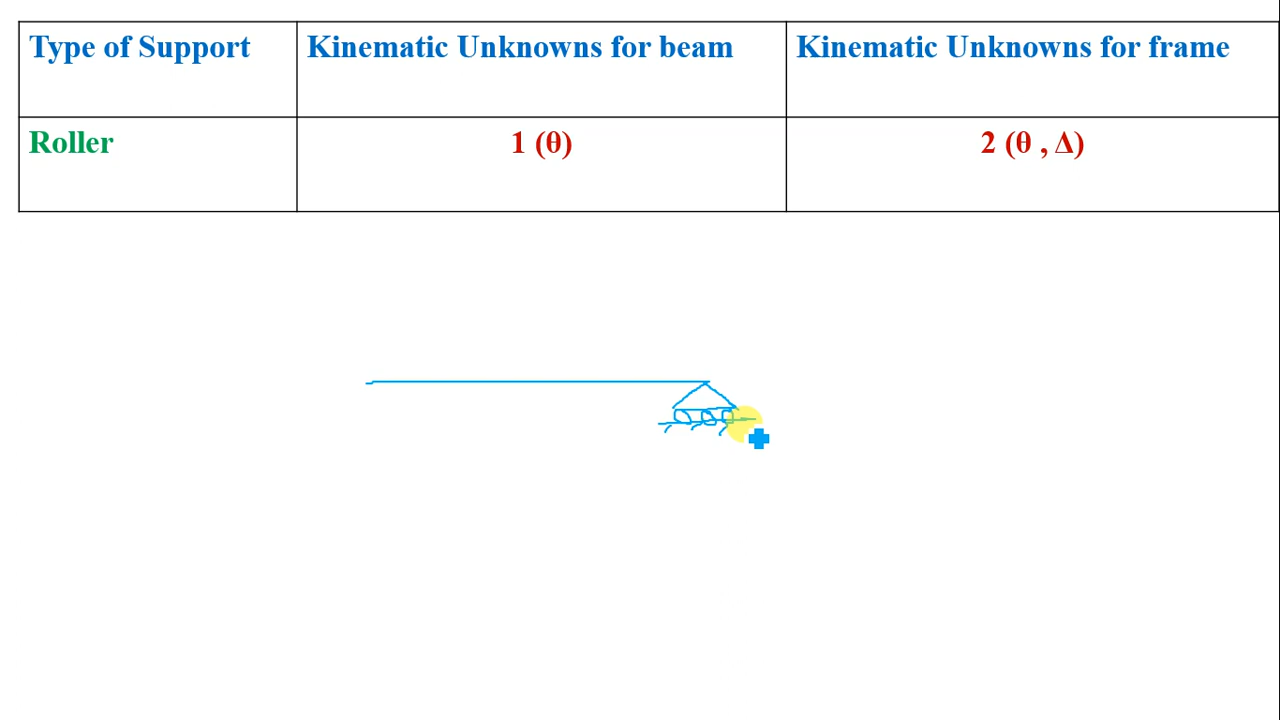 Type of Support
Kinematic Unknowns for beam
Kinematic Unknowns for frame
Roller
1 (θ)
2 (θ , Δ)